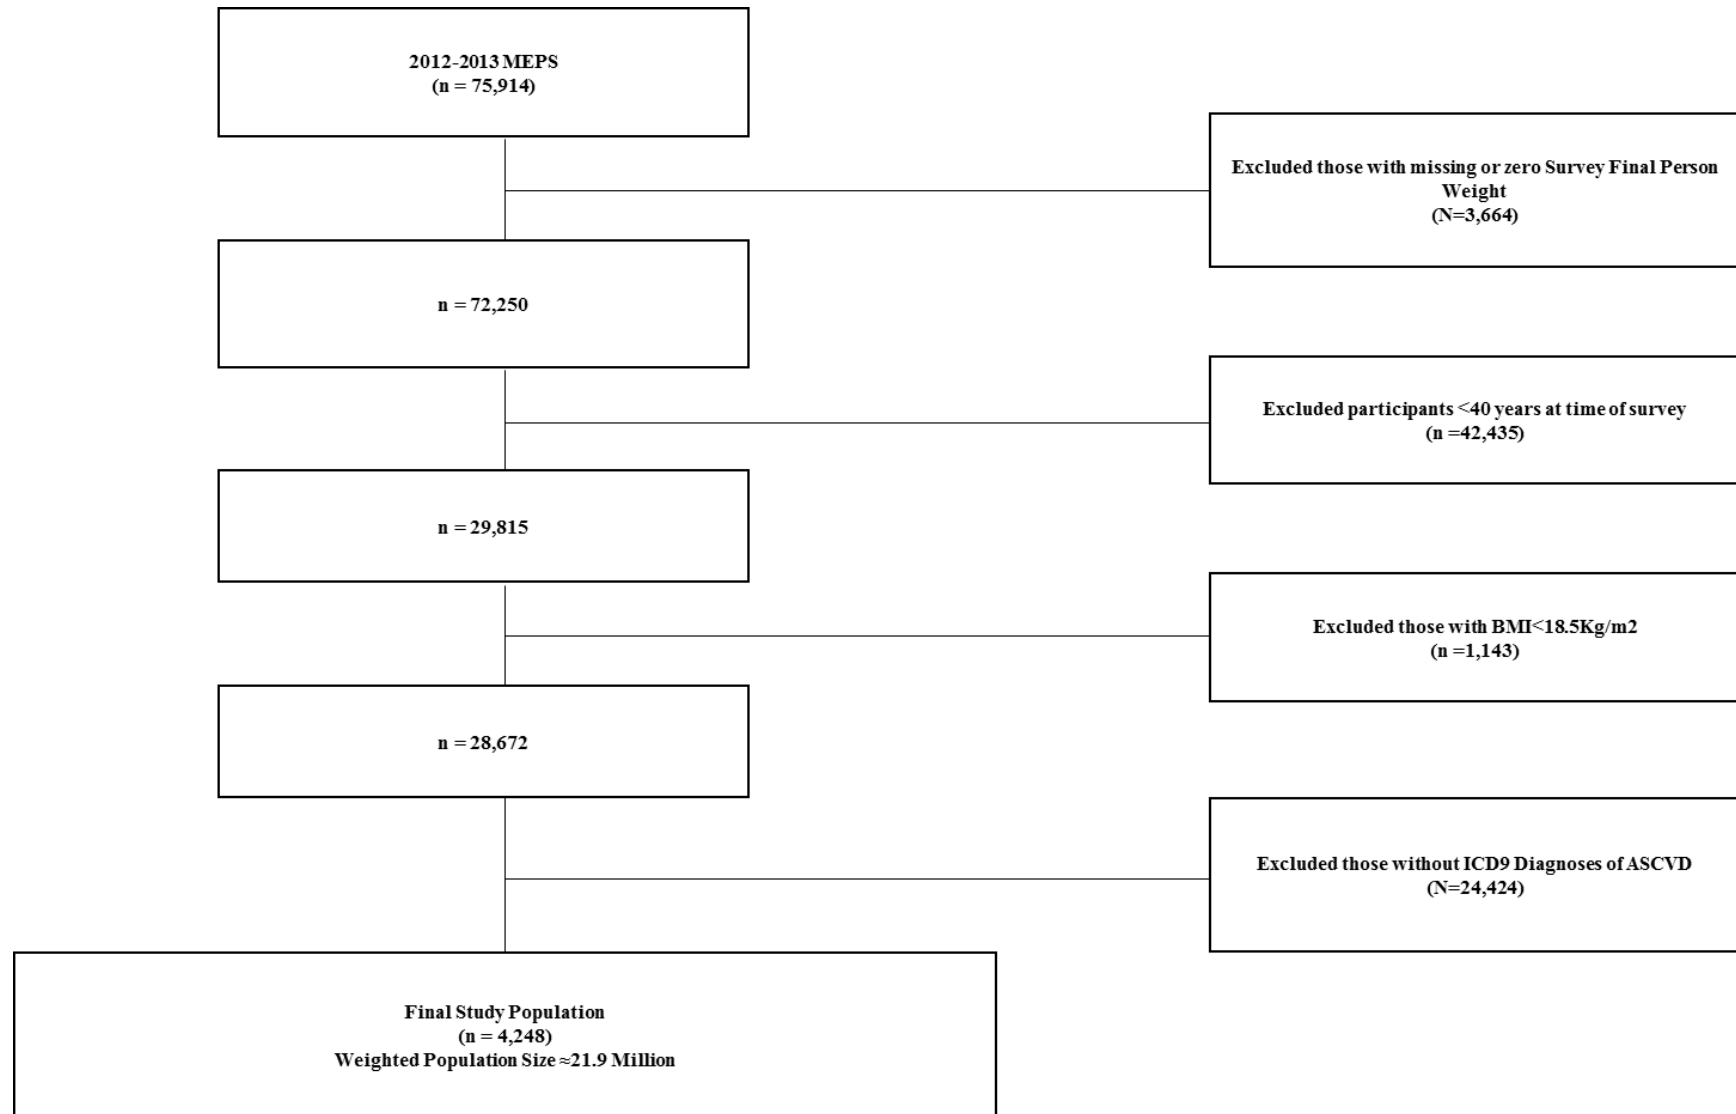 2012-2013 MEPS
(n = 75,914)
Excluded those with missing or zero Survey Final Person
Weight
(N=3,664)
n = 72,250
Excluded participants <40 years at time of survey
(n =42,435)
n = 29,815
Excluded those with BMI<18.5Kg/m2
(n =1,143)
n = 28,672
Excluded those without ICD9 Diagnoses of ASCVD
(N=24,424)
Final Study Population
(n = 4,248)
Weighted Population Size ≈21.9 Million